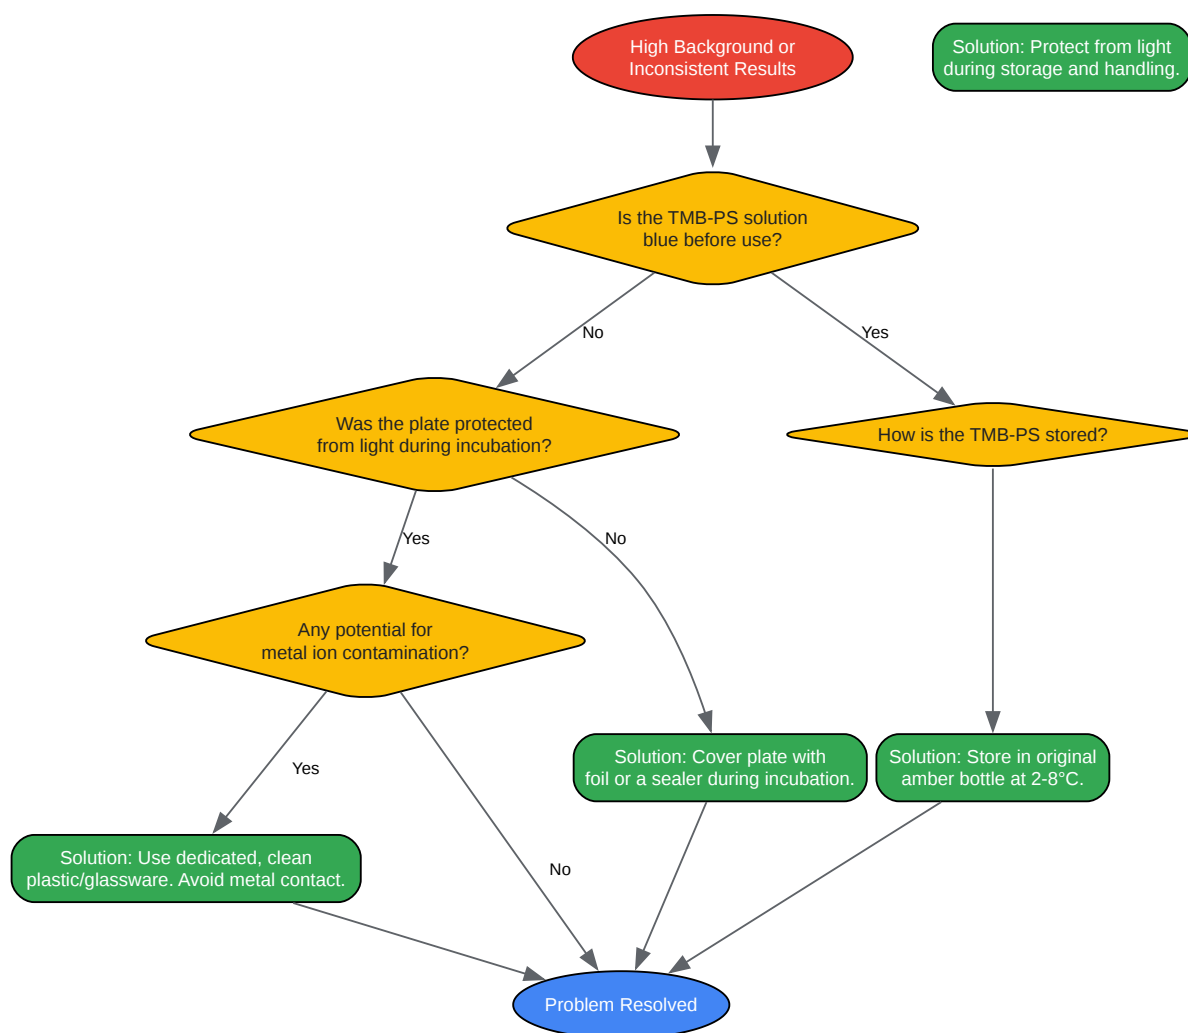 High Background or
Inconsistent Results
Solution: Protect from light
during storage and handling.
Is the TMB-PS solution
blue before use?
No
Yes
Was the plate protected
from light during incubation?
How is the TMB-PS stored?
Yes
No
Any potential for
metal ion contamination?
Solution: Cover plate with
foil or a sealer during incubation.
Solution: Store in original
amber bottle at 2-8°C.
Yes
Solution: Use dedicated, clean
plastic/glassware. Avoid metal contact.
No
Problem Resolved